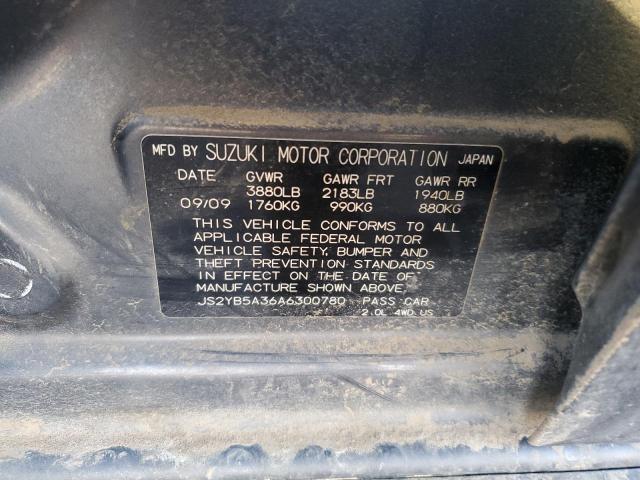 MFD BY SUZUKI MOTOR CORPORATION JAPAN
DATE GVWR GAWR FRT GAWR RR
3880LB 2183LB 1940LB
09/09 1760KG 990KG 880KG
THIS VEHICLE CONFORMS TO ALL
APPLICABLE FEDERAL MOTOR
VEHICLE SAFETY, BUMPER AND
THEFT PREVENTION STANDARDS
IN EFFECT ON THE DATE OF
MANUFACTURE SHOWN ABOVE,
JS2YB5A36A6300780 PASS CAR
2.0L 4WD US